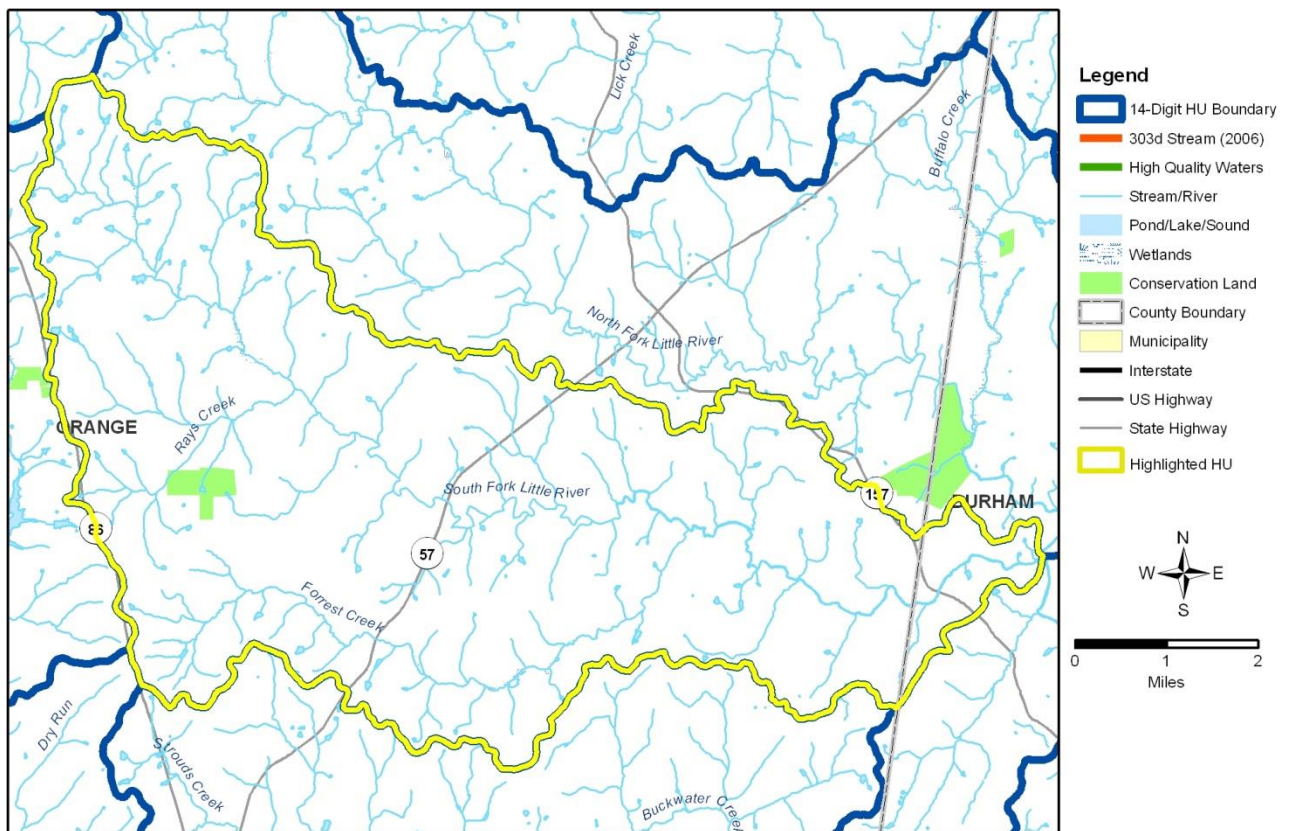 Lick Creek
Buffalo Creek
North Fork Little River
ORANGE
Rays Creek
South Fork Little River
157
DURHAM
86
57
Forrest Creek
Dry Run
Strouds Creek
Buckwater Creek
Legend
14-Digit HU Boundary
303d Stream (2006)
High Quality Waters
Stream/River
Pond/Lake/Sound
Wetlands
Conservation Land
County Boundary
Municipality
Interstate
US Highway
State Highway
Highlighted HU
N
W E
S
0 1 2
Miles